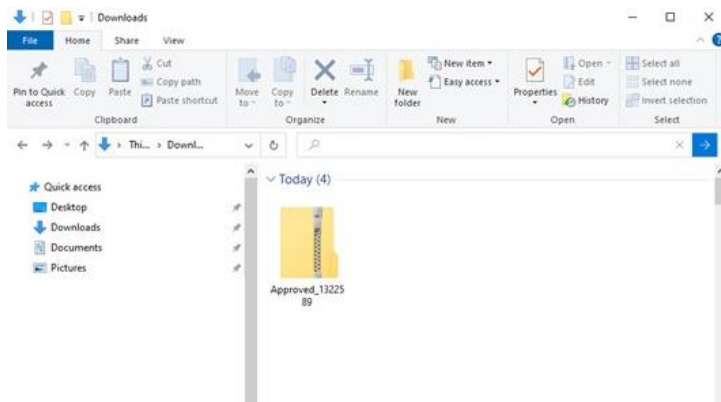 Downloads
File Home Share View
Pin to Quick access
Copy
Paste
Cut
Copy path
Paste shortcut
Clipboard
Move to
Copy to
Delete
Rename
Organize
New folder
New item
Easy access
New
Properties
Open
Edit
History
Open
Select all
Select none
Invert selection
Select
Thi... › Downl...
Quick access
Desktop
Downloads
Documents
Pictures
Today (4)
Approved_13225
89